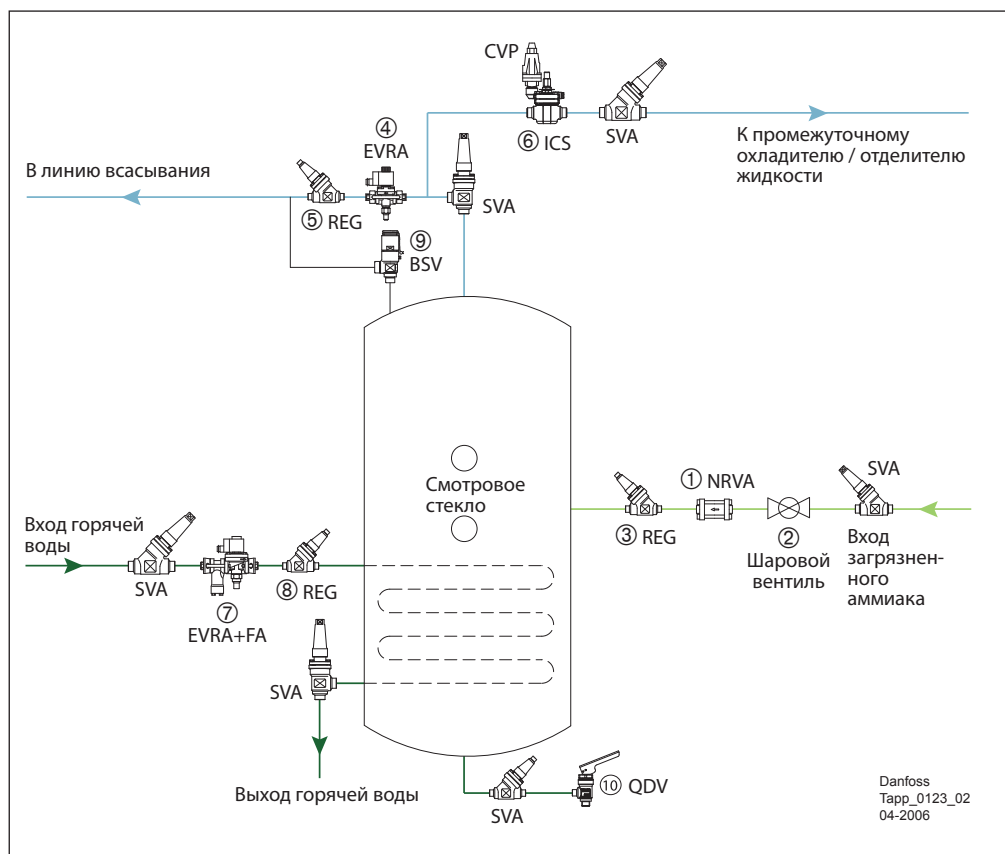 CVP
④
EVRA
⑥ ICS
SVA
К промежуточному
охладителю / отделителю
жидкости
В линию всасывания
⑤ REG
SVA
⑨
BSV
Смотровое
стекло
① NRVA
SVA
③ REG
②
Шаровой
вентиль
Вход
загрязнен-
ного
аммиака
Вход горячей
воды
SVA
⑦
EVRA+FA
⑧ REG
SVA
Выход горячей воды
SVA
⑩ QDV
Danfoss
Tapp_0123_02
04-2006